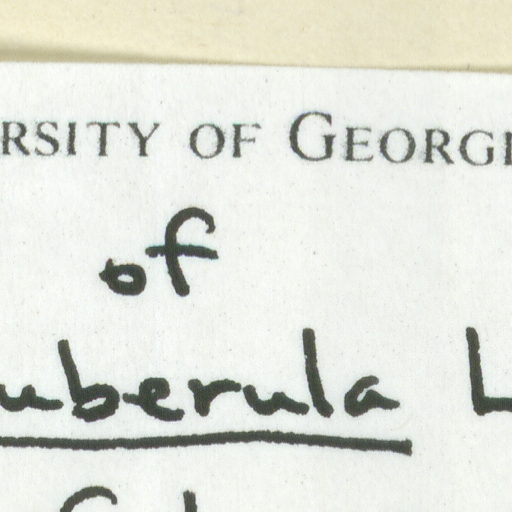 RSITY OF GEORGI
of
uberula L